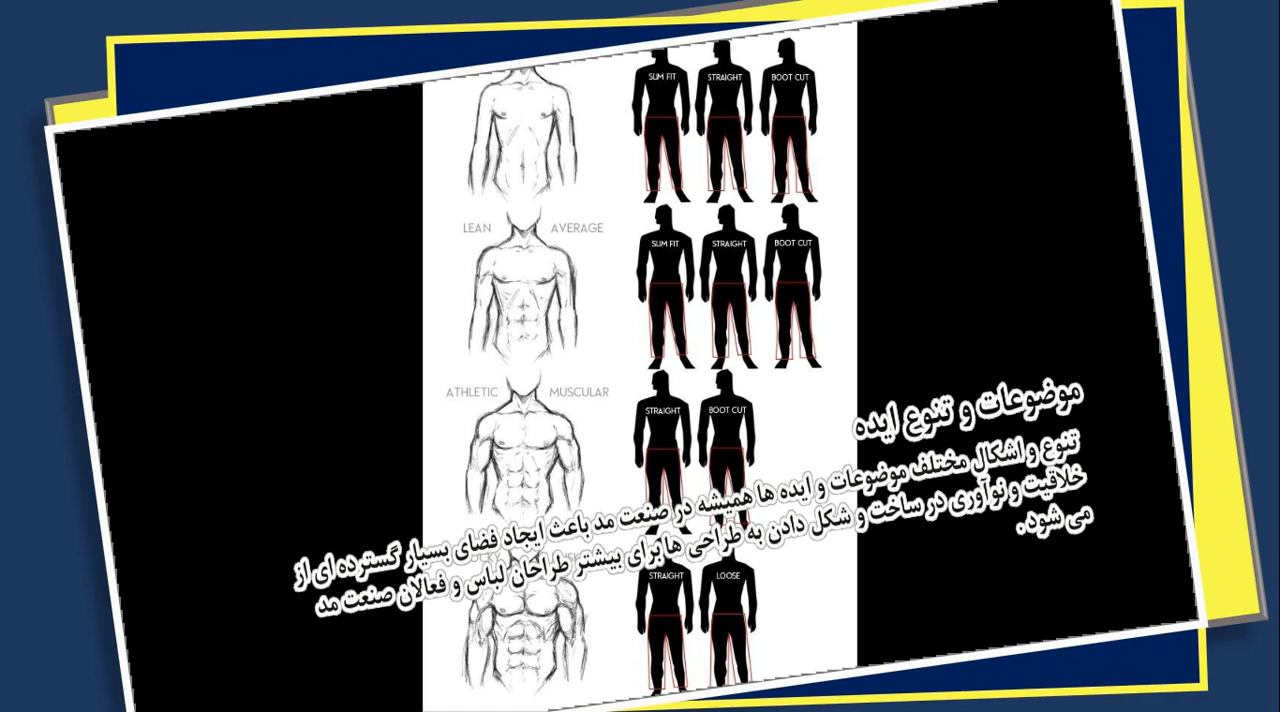 SLIM FIT STRAIGHT BOOT CUT
LEAN AVERAGE
SLIM FIT STRAIGHT BOOT CUT
ATHLETIC MUSCULAR
STRAIGHT BOOT CUT
STRAIGHT LOOSE
موضوعات و تنوع ایده
تنوع و اشکال مختلف موضوعات و ایده ها همیشه در صنعت مد باعث ایجاد فضای بسیار گسترده ای از
خلاقیت و نوآوری در ساخت و شکل دادن به طراحی ها برای بیشتر طراحان لباس و فعالان صنعت مد
می شود.